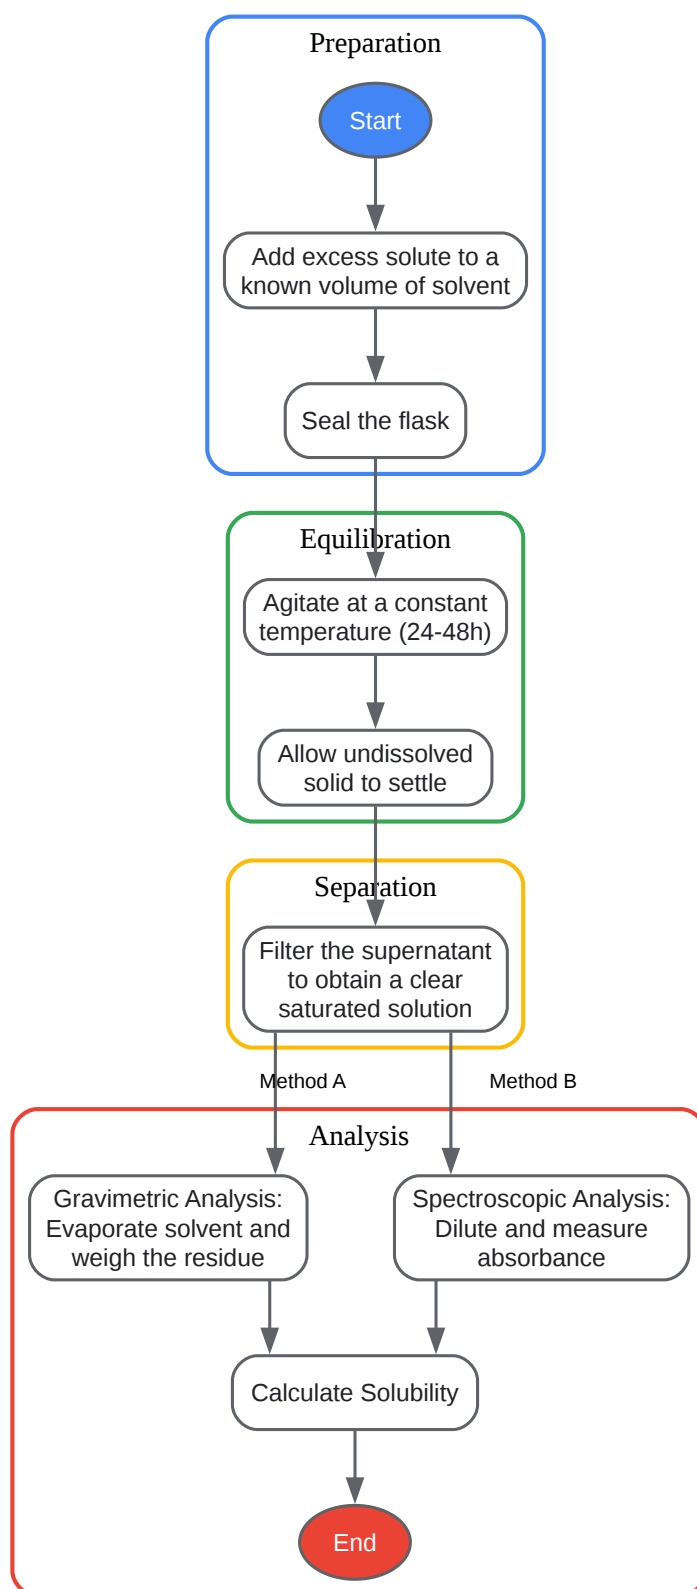 Preparation
Start
Add excess solute to a
known volume of solvent
Seal the flask
Equilibration
Agitate at a constant
temperature (24-48h)
Allow undissolved
solid to settle
Separation
Filter the supernatant
to obtain a clear
saturated solution
Method A
Method B
Analysis
Gravimetric Analysis:
Evaporate solvent and
weigh the residue
Spectroscopic Analysis:
Dilute and measure
absorbance
Calculate Solubility
End